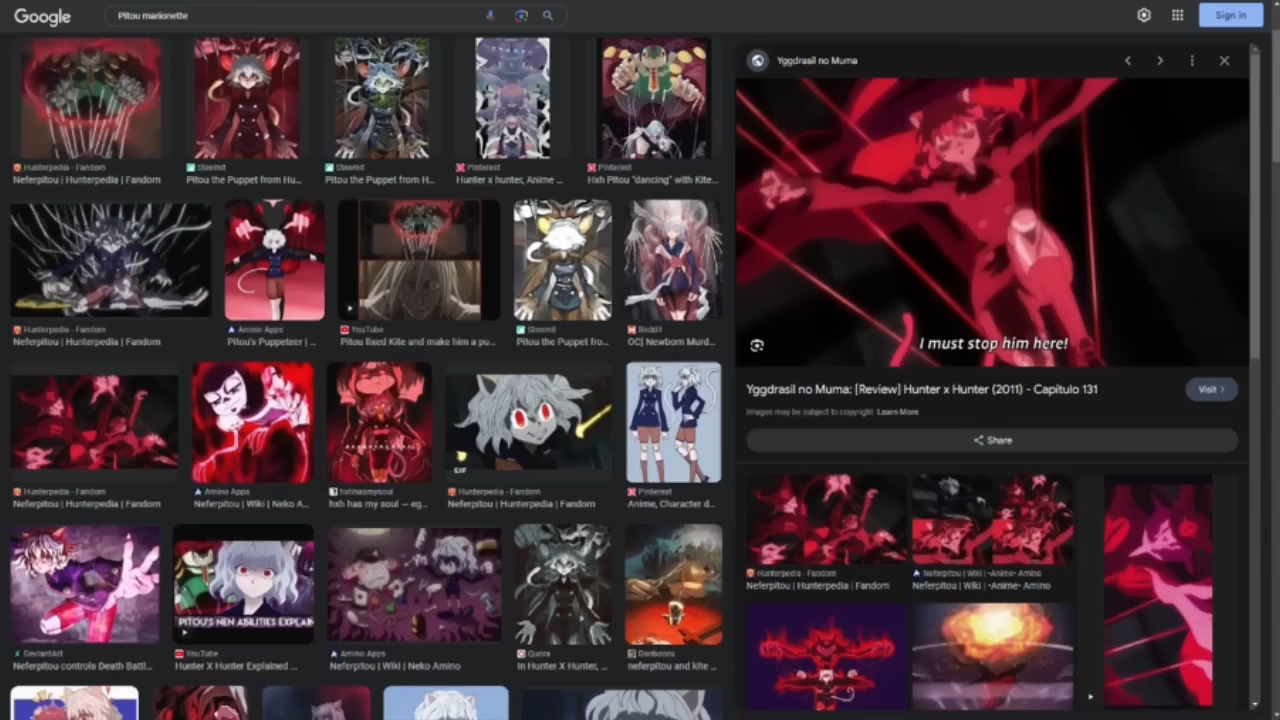 Google
Pitou marionette
Sign in
Hunterpedia - Fandom
Neferpitou | Hunterpedia | Fandom
Steemit
Pitou the Puppet from Hu...
Steemit
Pitou the Puppet from H...
Pinterest
Hunter x hunter, Anime ...
Pinterest
Hxh Pitou "dancing" with Kite...
Hunterpedia - Fandom
Neferpitou | Hunterpedia | Fandom
Amino Apps
Pitou's Puppeteer | ...
YouTube
Pitou fixed Kite and make him a pu...
Steemit
Pitou the Puppet fro...
Reddit
OC] Newborn Murd...
Hunterpedia - Fandom
Neferpitou | Hunterpedia | Fandom
Amino Apps
Neferpitou | Wiki | Neko A...
hxhhasmysoul
hxh has my soul — eg...
GIF
Hunterpedia - Fandom
Neferpitou | Hunterpedia | Fandom
Pinterest
Anime, Character d...
DeviantArt
Neferpitou controls Death Battl...
PITOU'S NEN ABILITIES EXPLAIN
YouTube
Hunter X Hunter Explained ...
Amino Apps
Neferpitou | Wiki | Neko Amino
Quora
In Hunter X Hunter, ...
Danbooru
neferpitou and kite ...
Yggdrasil no Muma
I must stop him here!
Yggdrasil no Muma: [Review] Hunter x Hunter (2011) - Capítulo 131
Visit
Images may be subject to copyright. Learn More
Share
Hunterpedia - Fandom
Neferpitou | Hunterpedia | Fandom
Neferpitou | Wiki | -Anime- Amino
Neferpitou | Wiki | -Anime- Amino